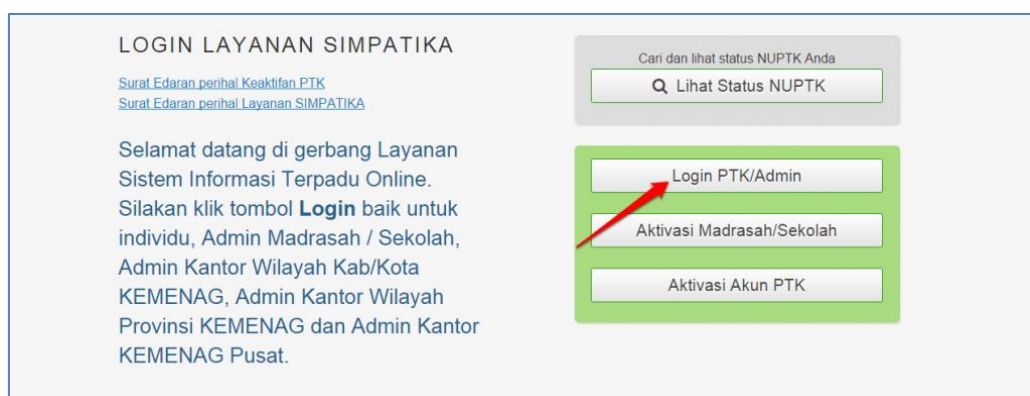 LOGIN LAYANAN SIMPATIKA
Surat Edaran perihal Keaktifan PTK
Surat Edaran perihal Layanan SIMPATIKA
Selamat datang di gerbang Layanan
Sistem Informasi Terpadu Online.
Silakan klik tombol Login baik untuk
individu, Admin Madrasah / Sekolah,
Admin Kantor Wilayah Kab/Kota
KEMENAG, Admin Kantor Wilayah
Provinsi KEMENAG dan Admin Kantor
KEMENAG Pusat.
Cari dan lihat status NUPTK Anda
Lihat Status NUPTK
Login PTK/Admin
Aktivasi Madrasah/Sekolah
Aktivasi Akun PTK